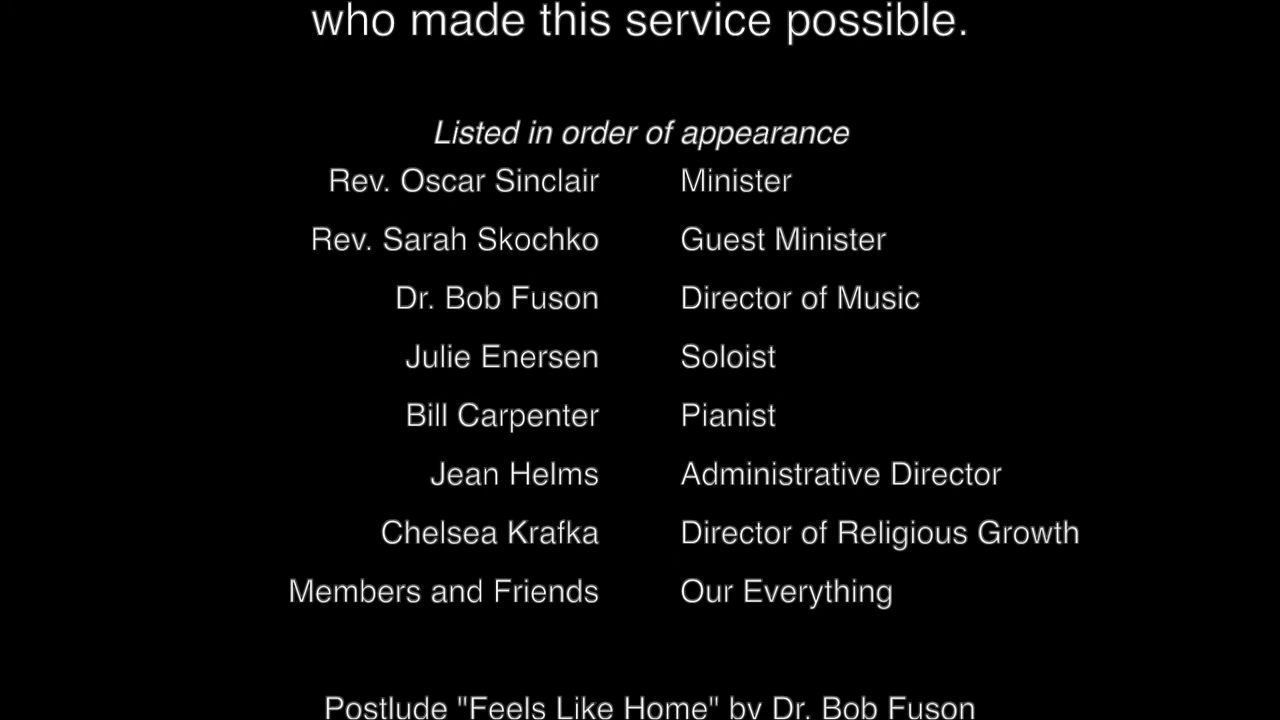 who made this service possible.
Listed in order of appearance
Rev. Oscar Sinclair Minister
Rev. Sarah Skochko Guest Minister
Dr. Bob Fuson Director of Music
Julie Enersen Soloist
Bill Carpenter Pianist
Jean Helms Administrative Director
Chelsea Krafka Director of Religious Growth
Members and Friends Our Everything
Postlude "Feels Like Home" by Dr. Bob Fuson